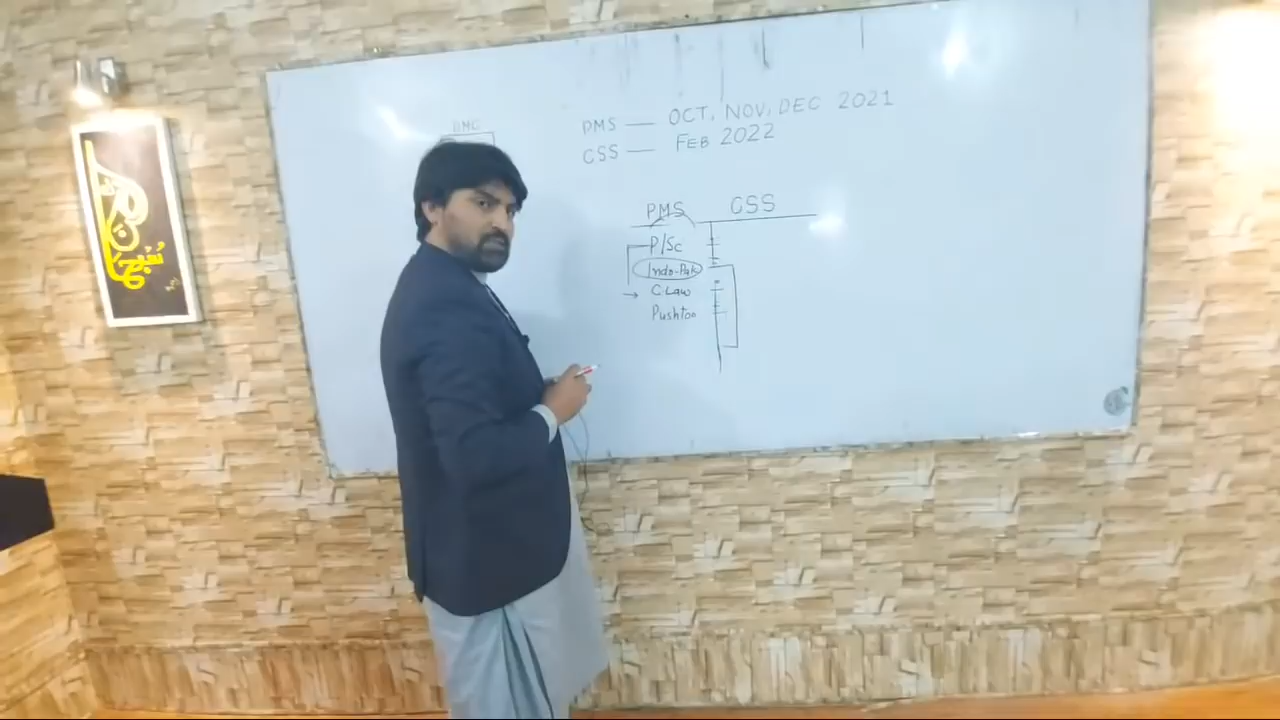 PMS — OCT, NOV, DEC 2021
CSS — FEB 2022
PMS CSS
P/Sc
Indo-Pak
C.Law
Pushtoo